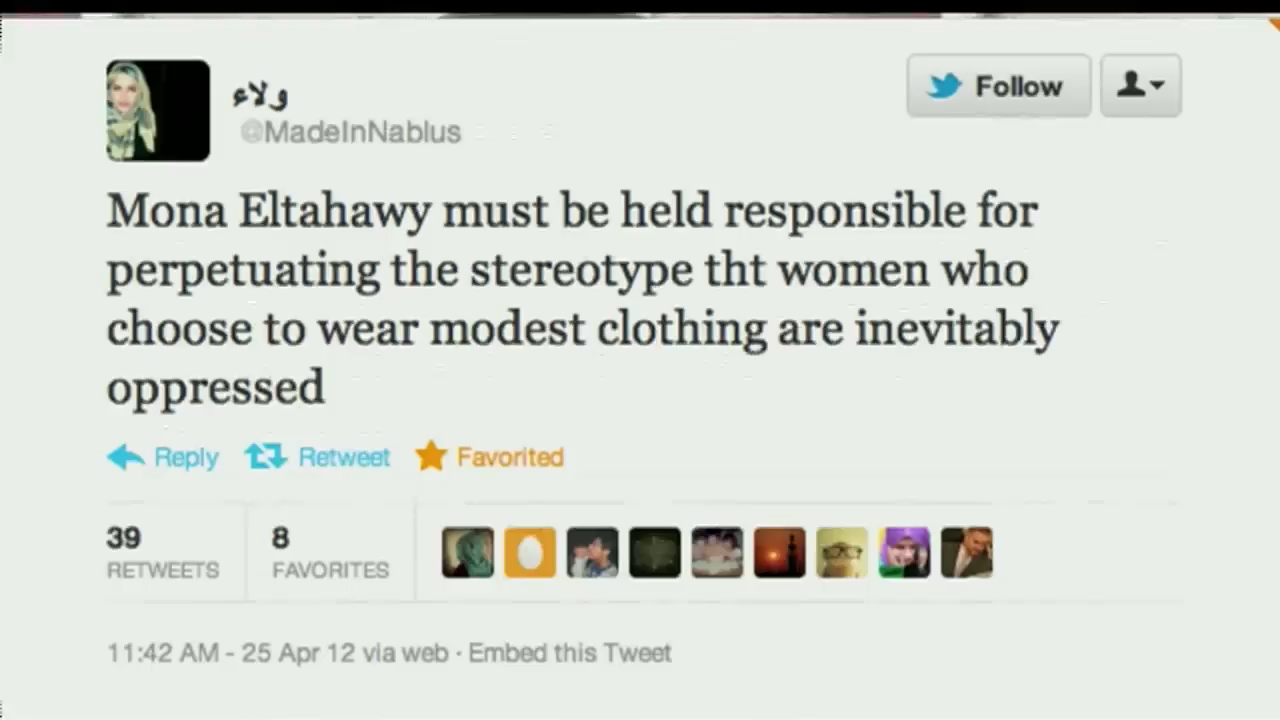 ولاء
Follow
@MadeInNablus
Mona Eltahawy must be held responsible for
perpetuating the stereotype tht women who
choose to wear modest clothing are inevitably
oppressed
Reply Retweet Favorited
39 8
RETWEETS FAVORITES
11:42 AM - 25 Apr 12 via web · Embed this Tweet